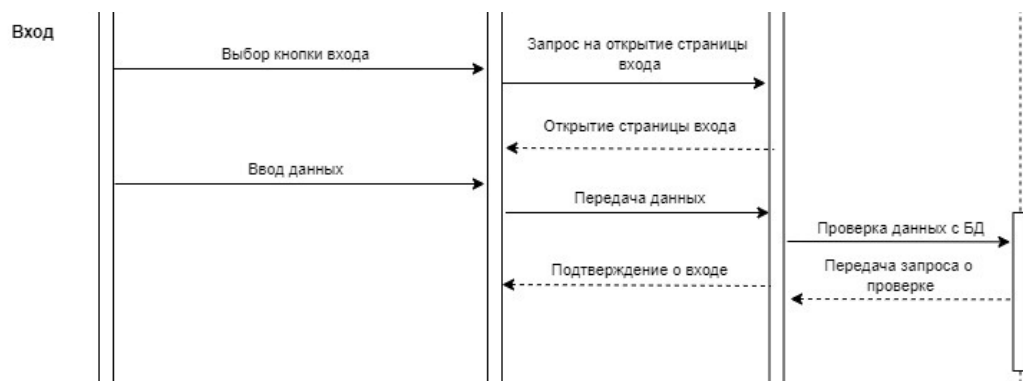 Вход
Выбор кнопки входа
Запрос на открытие страницы
входа
Открытие страницы входа
Ввод данных
Передача данных
Проверка данных с БД
Подтверждение о входе
Передача запроса о
проверке